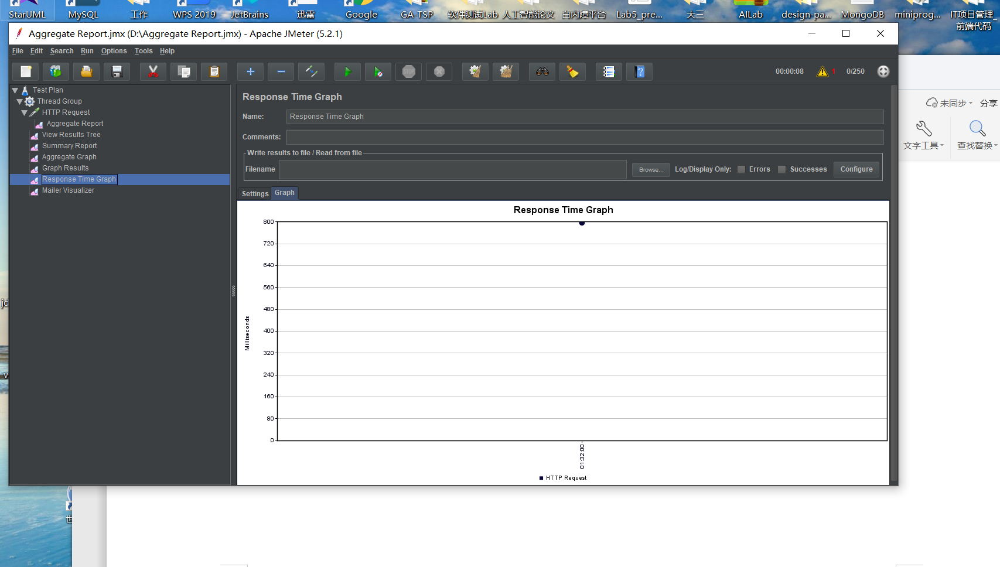 StarUML MySQL 工作 WPS 2019 JetBrains 迅雷 Google GA-TSP 软件测试Lab 人工智能论文 白内障平台 Lab5_pre... 大三 AILab design-pa... MongoDB miniprog... IT项目管理_
前端代码
Aggregate Report.jmx (D:\Aggregate Report.jmx) - Apache JMeter (5.2.1)
File Edit Search Run Options Tools Help
STOP
00:00:08 1 0/250
Test Plan
Thread Group
HTTP Request
Aggregate Report
View Results Tree
Summary Report
Aggregate Graph
Graph Results
Response Time Graph
Mailer Visualizer
Response Time Graph
Name: Response Time Graph
Comments:
Write results to file / Read from file
Filename Browse... Log/Display Only: Errors Successes Configure
Settings Graph
Response Time Graph
800
720
640
560
480
400
320
240
160
80
0
Milliseconds
01:32:00
HTTP Request
未同步 分享
文字工具 查找替换
jd
v
世